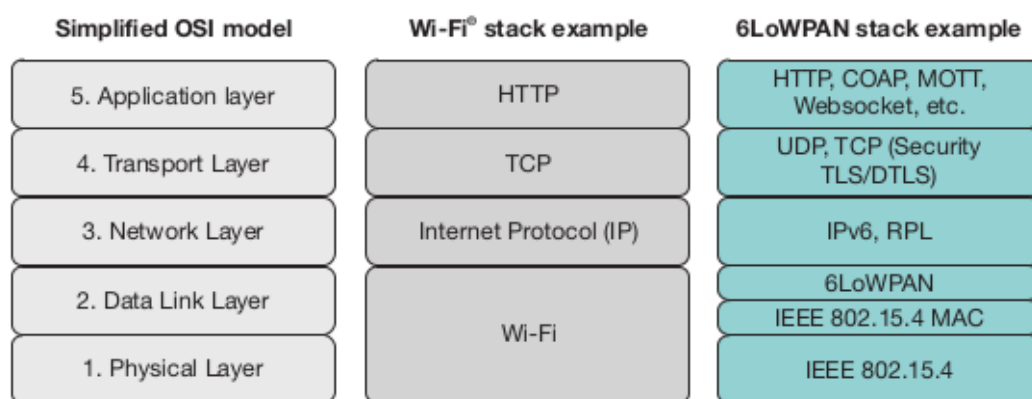 Simplified OSI model
Wi-Fi® stack example
6LoWPAN stack example
5. Application layer
HTTP
HTTP, COAP, MOTT,
Websocket, etc.
4. Transport Layer
TCP
UDP, TCP (Security
TLS/DTLS)
3. Network Layer
Internet Protocol (IP)
IPv6, RPL
2. Data Link Layer
Wi-Fi
6LoWPAN
IEEE 802.15.4 MAC
1. Physical Layer
IEEE 802.15.4